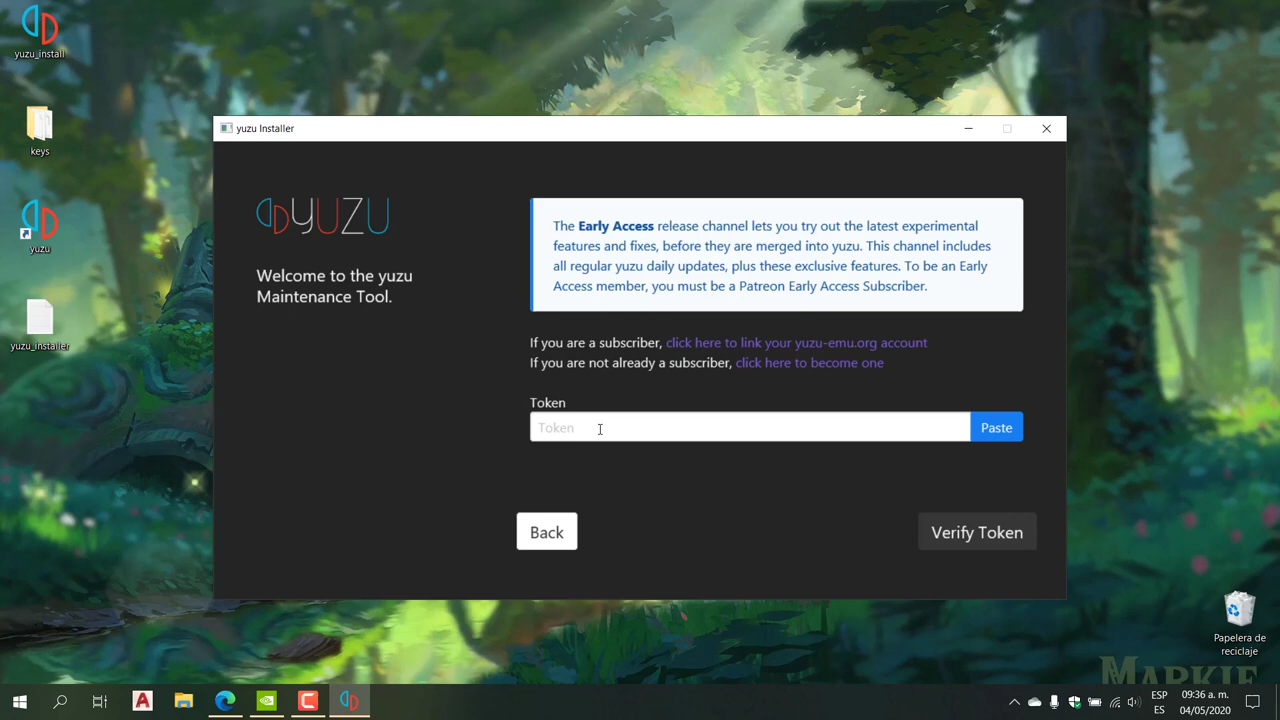 yuzu_install
keys
yuzu
yuzu_installer
yuzu Installer
YUZU
Welcome to the yuzu
Maintenance Tool.
The Early Access release channel lets you try out the latest experimental
features and fixes, before they are merged into yuzu. This channel includes
all regular yuzu daily updates, plus these exclusive features. To be an Early
Access member, you must be a Patreon Early Access Subscriber.
If you are a subscriber, click here to link your yuzu-emu.org account
If you are not already a subscriber, click here to become one
Token
Token
Paste
Back
Verify Token
Papelera de
reciclaje
MARKIE
ESP
ES
09:36 a. m.
04/05/2020